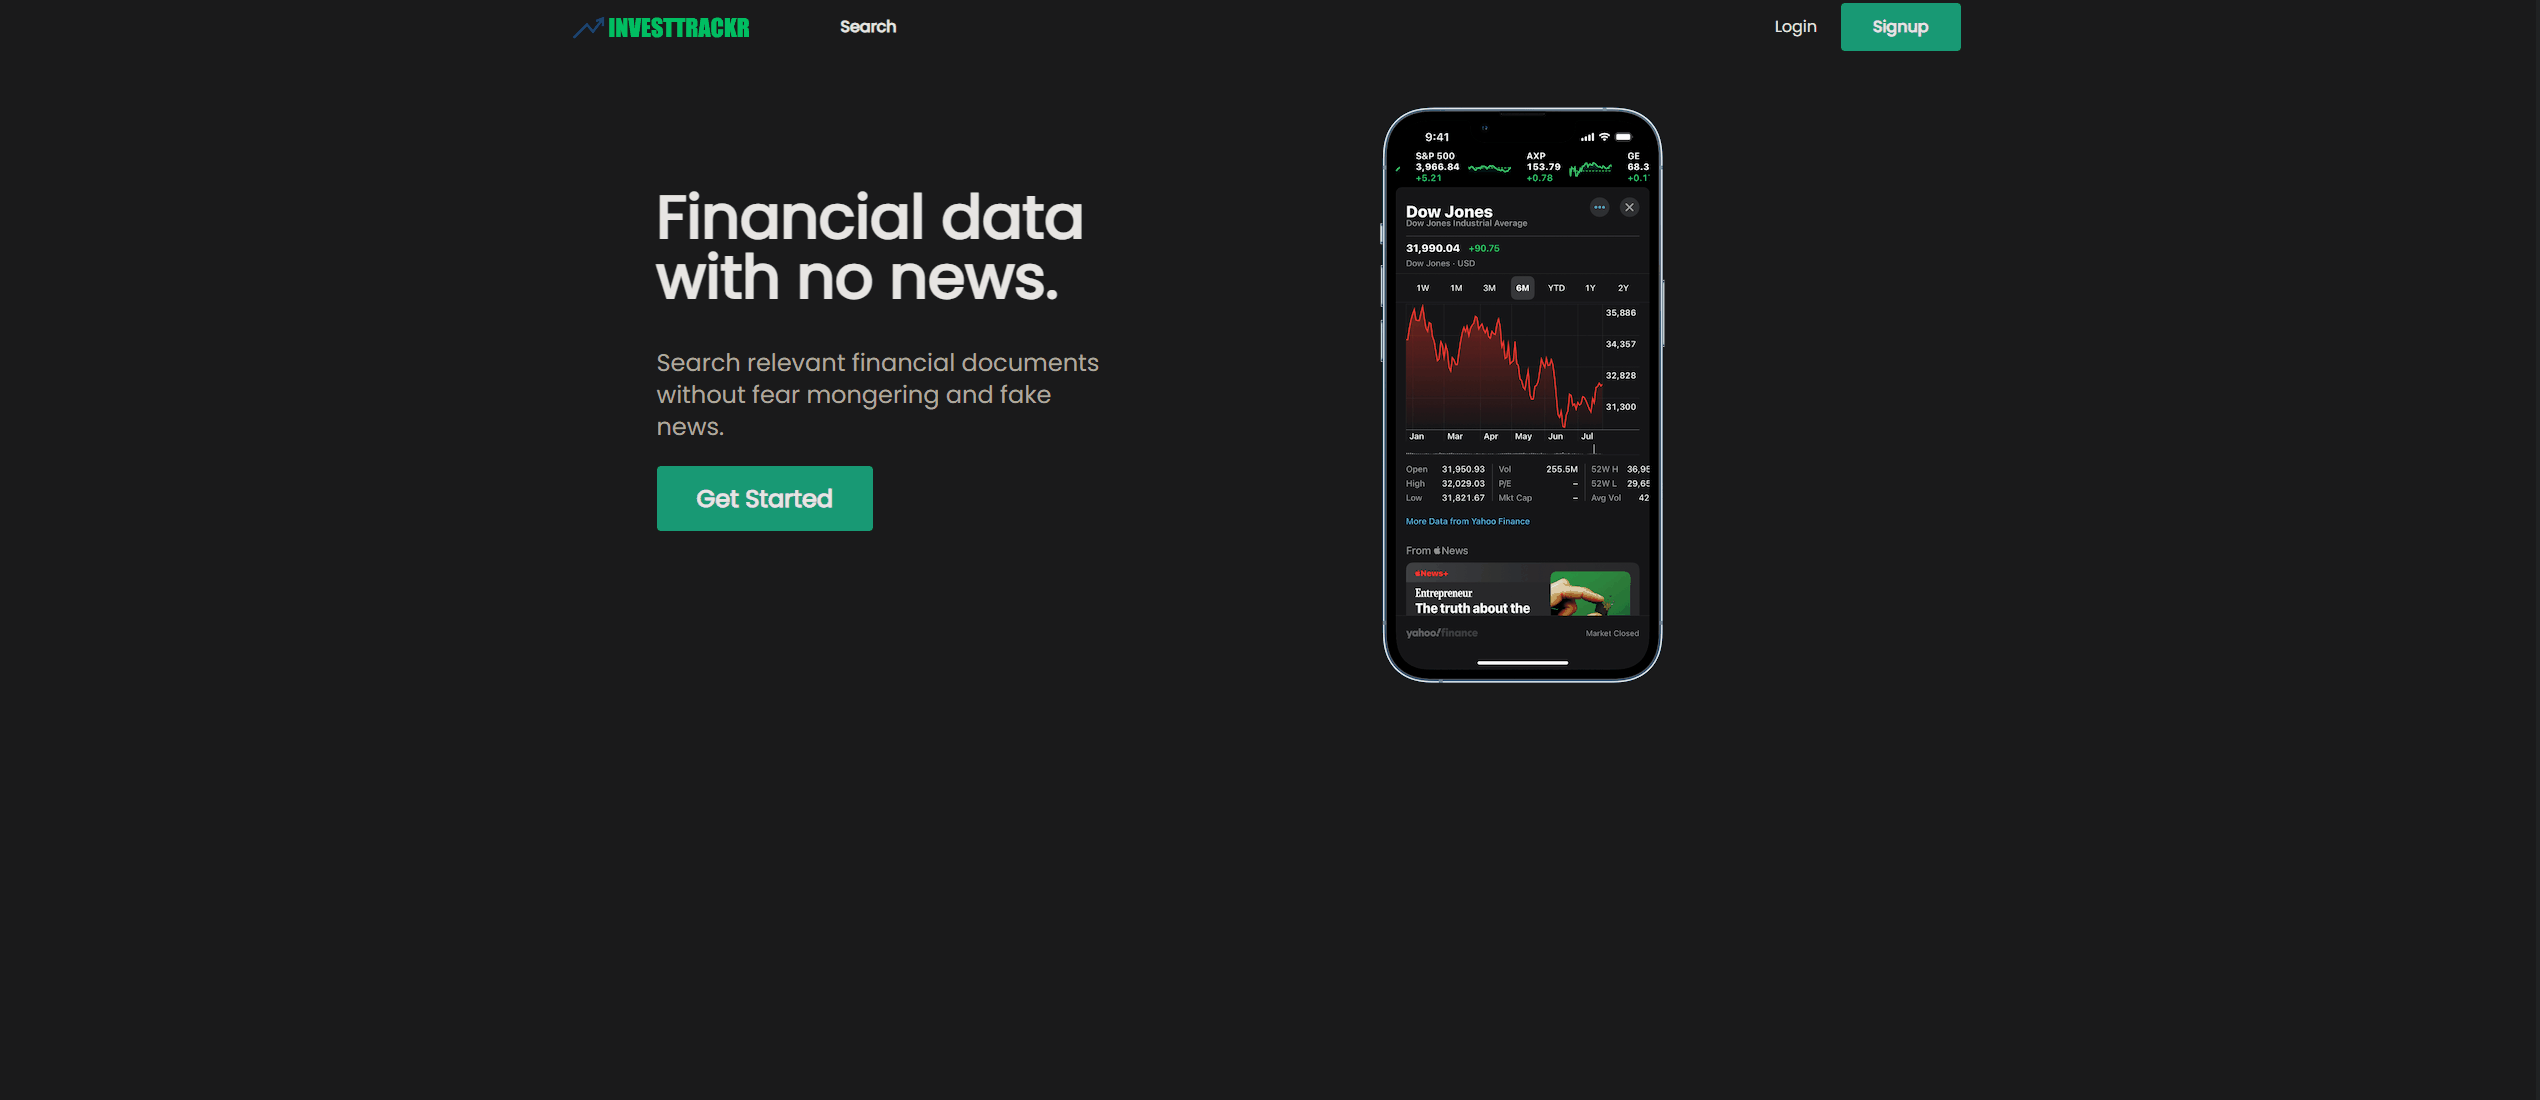 INVESTTRACKR
Search
Login
Signup
Financial data
with no news.
Search relevant financial documents
without fear mongering and fake
news.
Get Started
9:41
S&P 500 AXP GE
3,966.84 153.79 68.3
+5.21 +0.78 +0.1
Dow Jones
Dow Jones Industrial Average
31,990.04 +90.75
Dow Jones · USD
1W 1M 3M 6M YTD 1Y 2Y
35,886
34,357
32,828
31,300
Jan Mar Apr May Jun Jul
Open 31,950.93 Vol 255.5M 52W H 36,95
High 32,029.03 P/E – 52W L 29,65
Low 31,821.67 Mkt Cap – Avg Vol 42
More Data from Yahoo Finance
From News
News+
Entrepreneur
The truth about the
yahoo!finance Market Closed